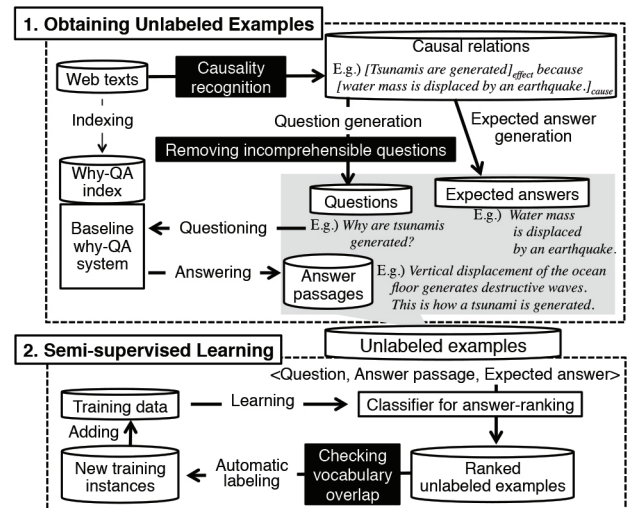 1. Obtaining Unlabeled Examples
Causal relations
E.g.) [Tsunamis are generated]effect because
[water mass is displaced by an earthquake.]cause
Web texts
Causality
recognition
Indexing
Question generation
Expected answer
generation
Removing incomprehensible questions
Why-QA
index
Questions
Expected answers
E.g.) Why are tsunamis
generated?
E.g.) Water mass
is displaced
by an earthquake.
Baseline
why-QA
system
Questioning
Answering
Answer
passages
E.g.) Vertical displacement of the ocean
floor generates destructive waves.
This is how a tsunami is generated.
2. Semi-supervised Learning
Unlabeled examples
<Question, Answer passage, Expected answer>
Training data
Learning
Classifier for answer-ranking
Adding
New training
instances
Automatic
labeling
Checking
vocabulary
overlap
Ranked
unlabeled examples